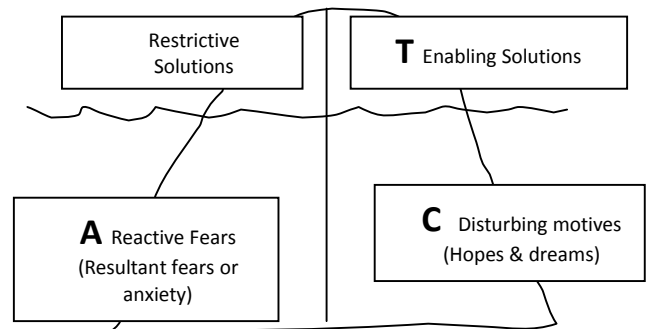 Restrictive
Solutions
T Enabling Solutions
A Reactive Fears
(Resultant fears or
anxiety)
C Disturbing motives
(Hopes & dreams)